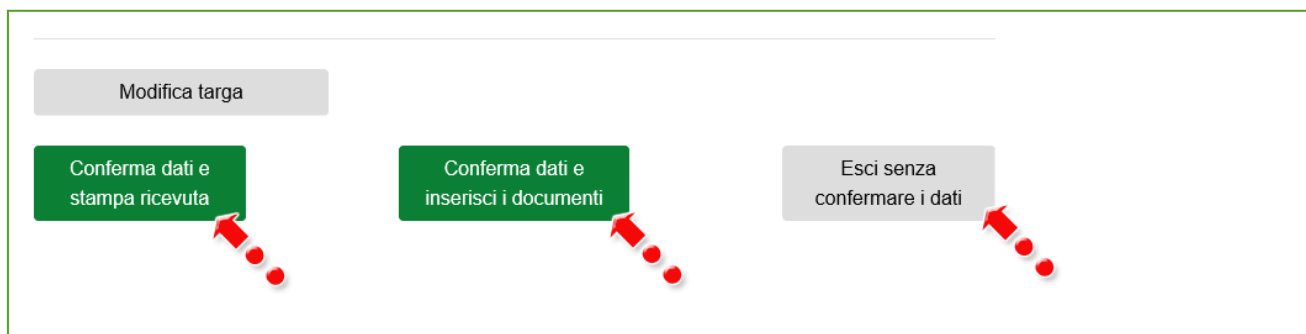 Modifica targa
Conferma dati e
stampa ricevuta
Conferma dati e
inserisci i documenti
Esci senza
confermare i dati